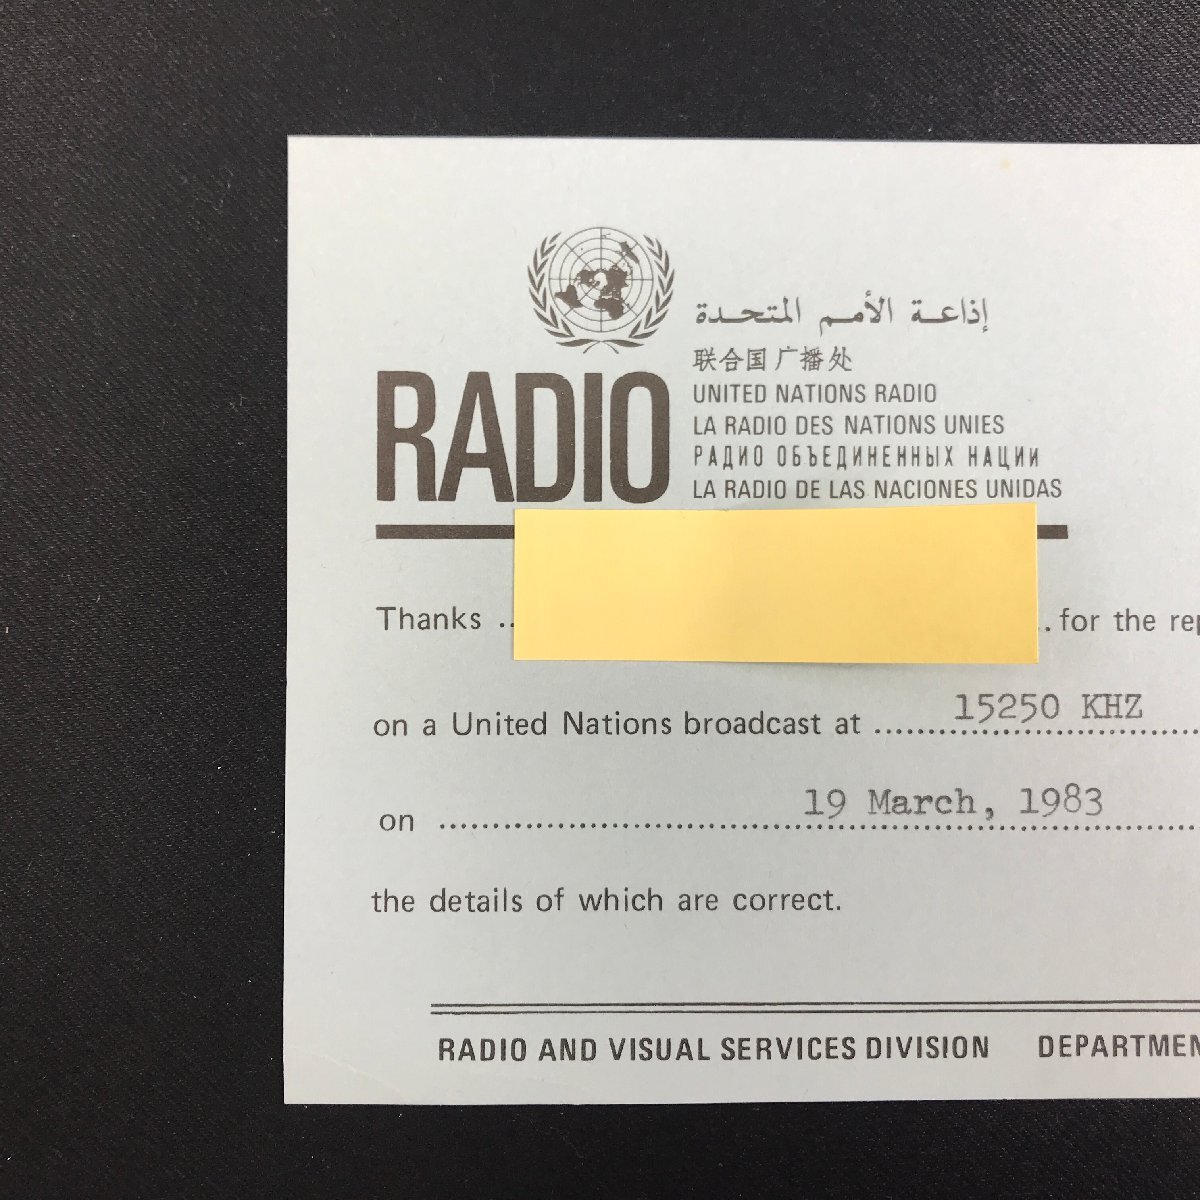 إذاعة الأمم المتحدة
联合国广播处
UNITED NATIONS RADIO
LA RADIO DES NATIONS UNIES
РАДИО ОБЪЕДИНЕННЫХ НАЦИИ
LA RADIO DE LAS NACIONES UNIDAS
RADIO
Thanks .. . . for the rep
on a United Nations broadcast at 15250 KHZ
on 19 March, 1983
the details of which are correct.
RADIO AND VISUAL SERVICES DIVISION DEPARTMEN